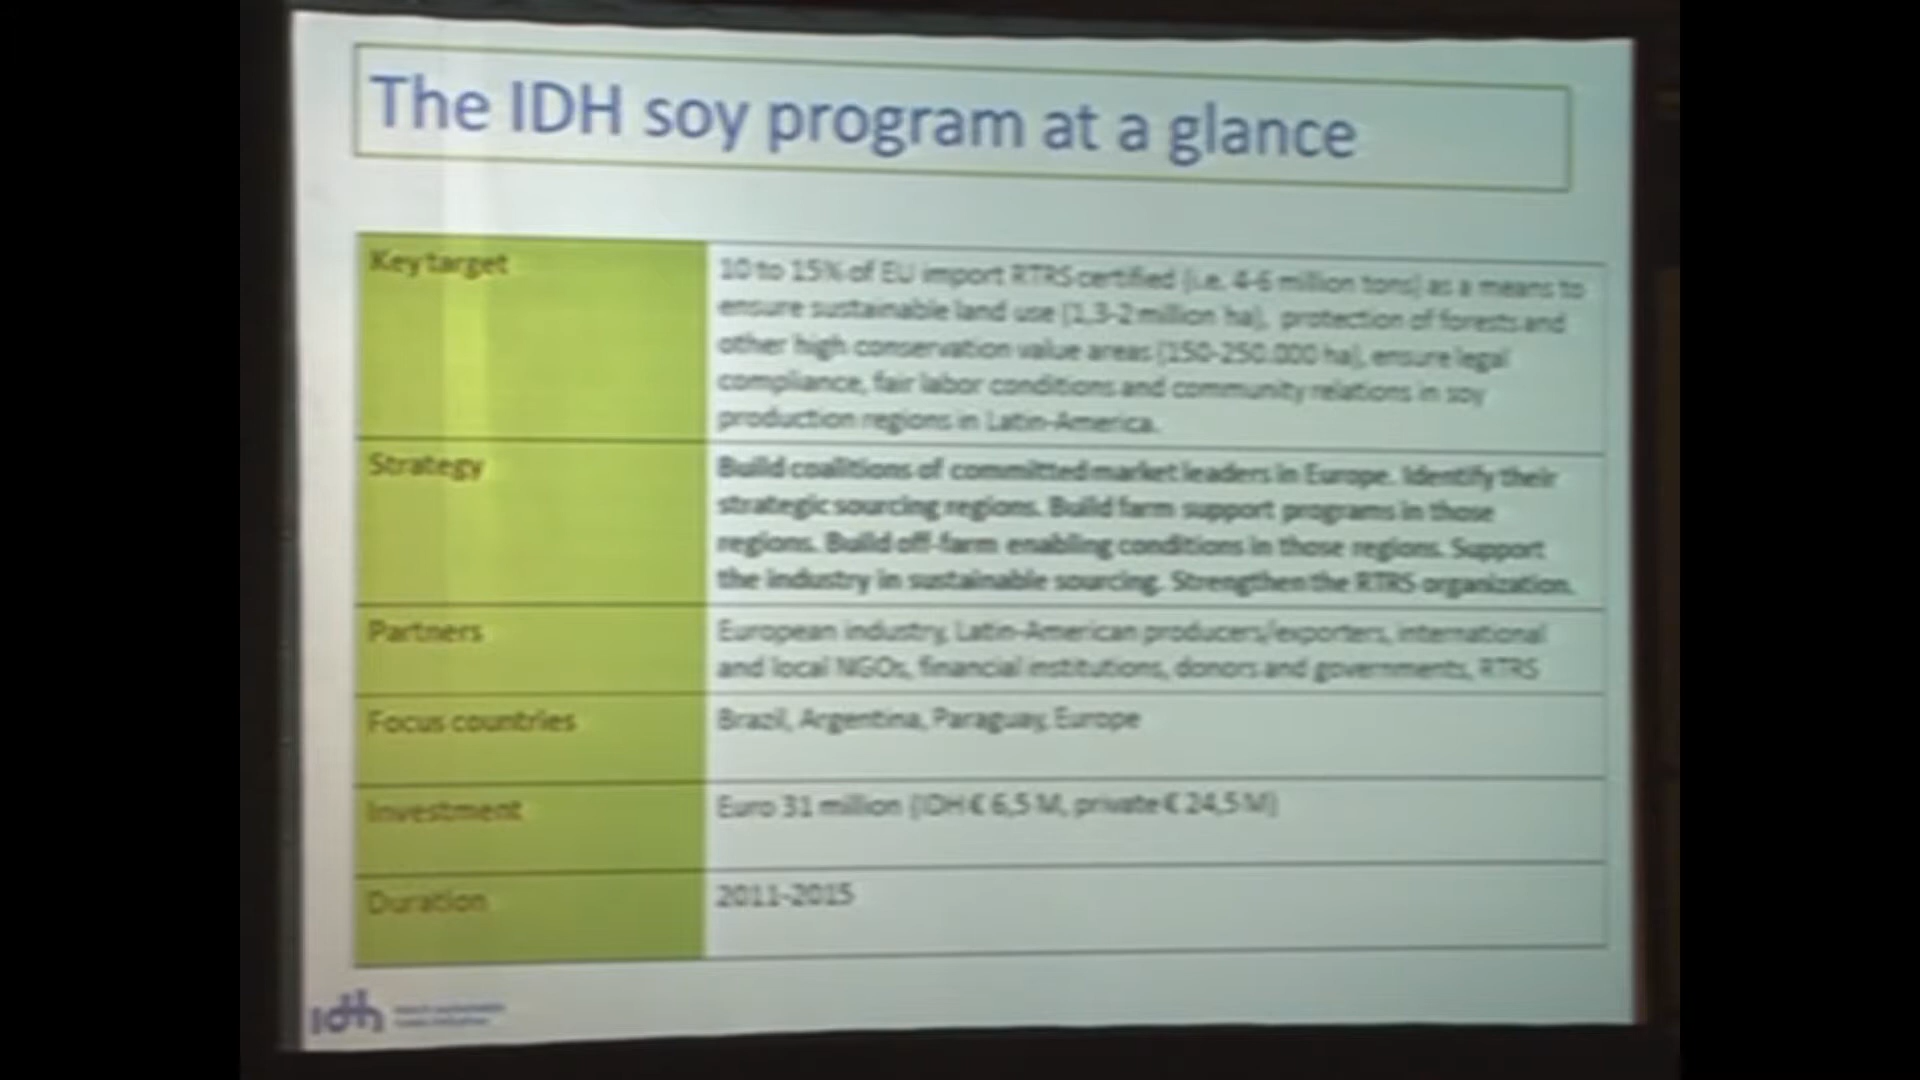 The IDH soy program at a glance
Key target
10 to 15% of EU import RTRS certified (i.e. 4-6 million tons) as a means to
ensure sustainable land use (1,3-2 million ha), protection of forests and
other high conservation value areas (150-250.000 ha), ensure legal
compliance, fair labor conditions and community relations in soy
production regions in Latin-America.
Strategy
Build coalitions of committed market leaders in Europe. Identify their
strategic sourcing regions. Build farm support programs in those
regions. Build off-farm enabling conditions in those regions. Support
the industry in sustainable sourcing. Strengthen the RTRS organization.
Partners
European industry, Latin-American producers/exporters, international
and local NGOs, financial institutions, donors and governments, RTRS
Focus countries
Brazil, Argentina, Paraguay, Europe
Investment
Euro 31 million (IDH € 6,5 M, private € 24,5 M)
Duration
2011-2015
idh